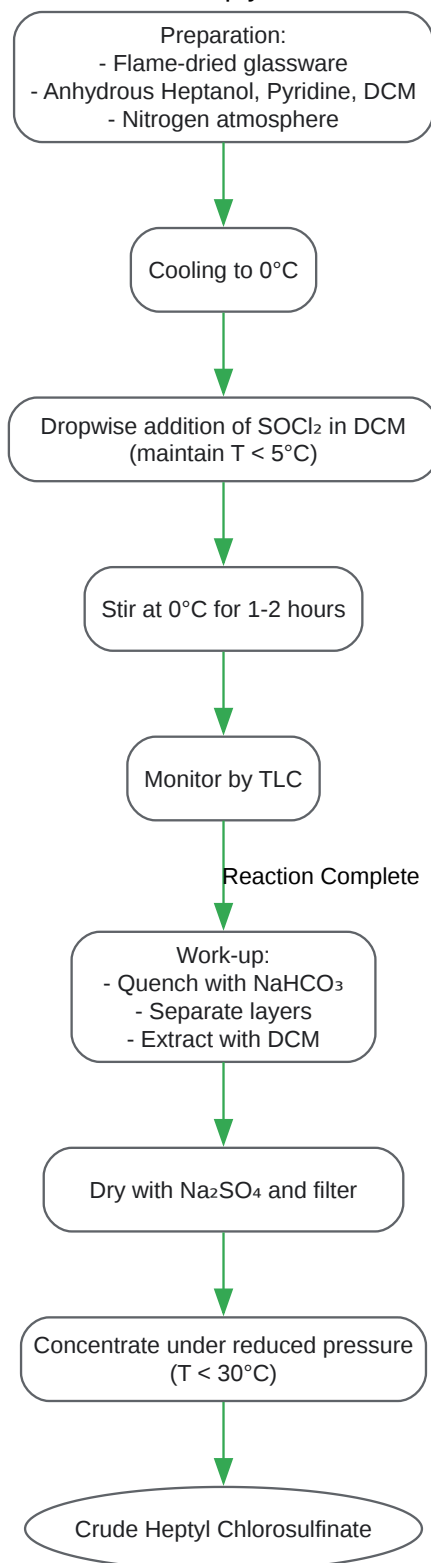 Preparation:
- Flame-dried glassware
- Anhydrous Heptanol, Pyridine, DCM
- Nitrogen atmosphere
Cooling to 0°C
Dropwise addition of SOCl₂ in DCM
(maintain T < 5°C)
Stir at 0°C for 1-2 hours
Monitor by TLC
Reaction Complete
Work-up:
- Quench with NaHCO₃
- Separate layers
- Extract with DCM
Dry with Na₂SO₄ and filter
Concentrate under reduced pressure
(T < 30°C)
Crude Heptyl Chlorosulfinate